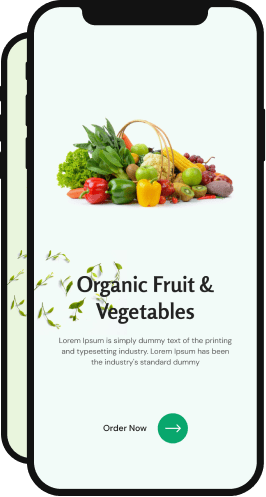 Organic Fruit &
Vegetables
Lorem Ipsum is simply dummy text of the printing
and typesetting industry. Lorem Ipsum has been
the industry's standard dummy
Order Now